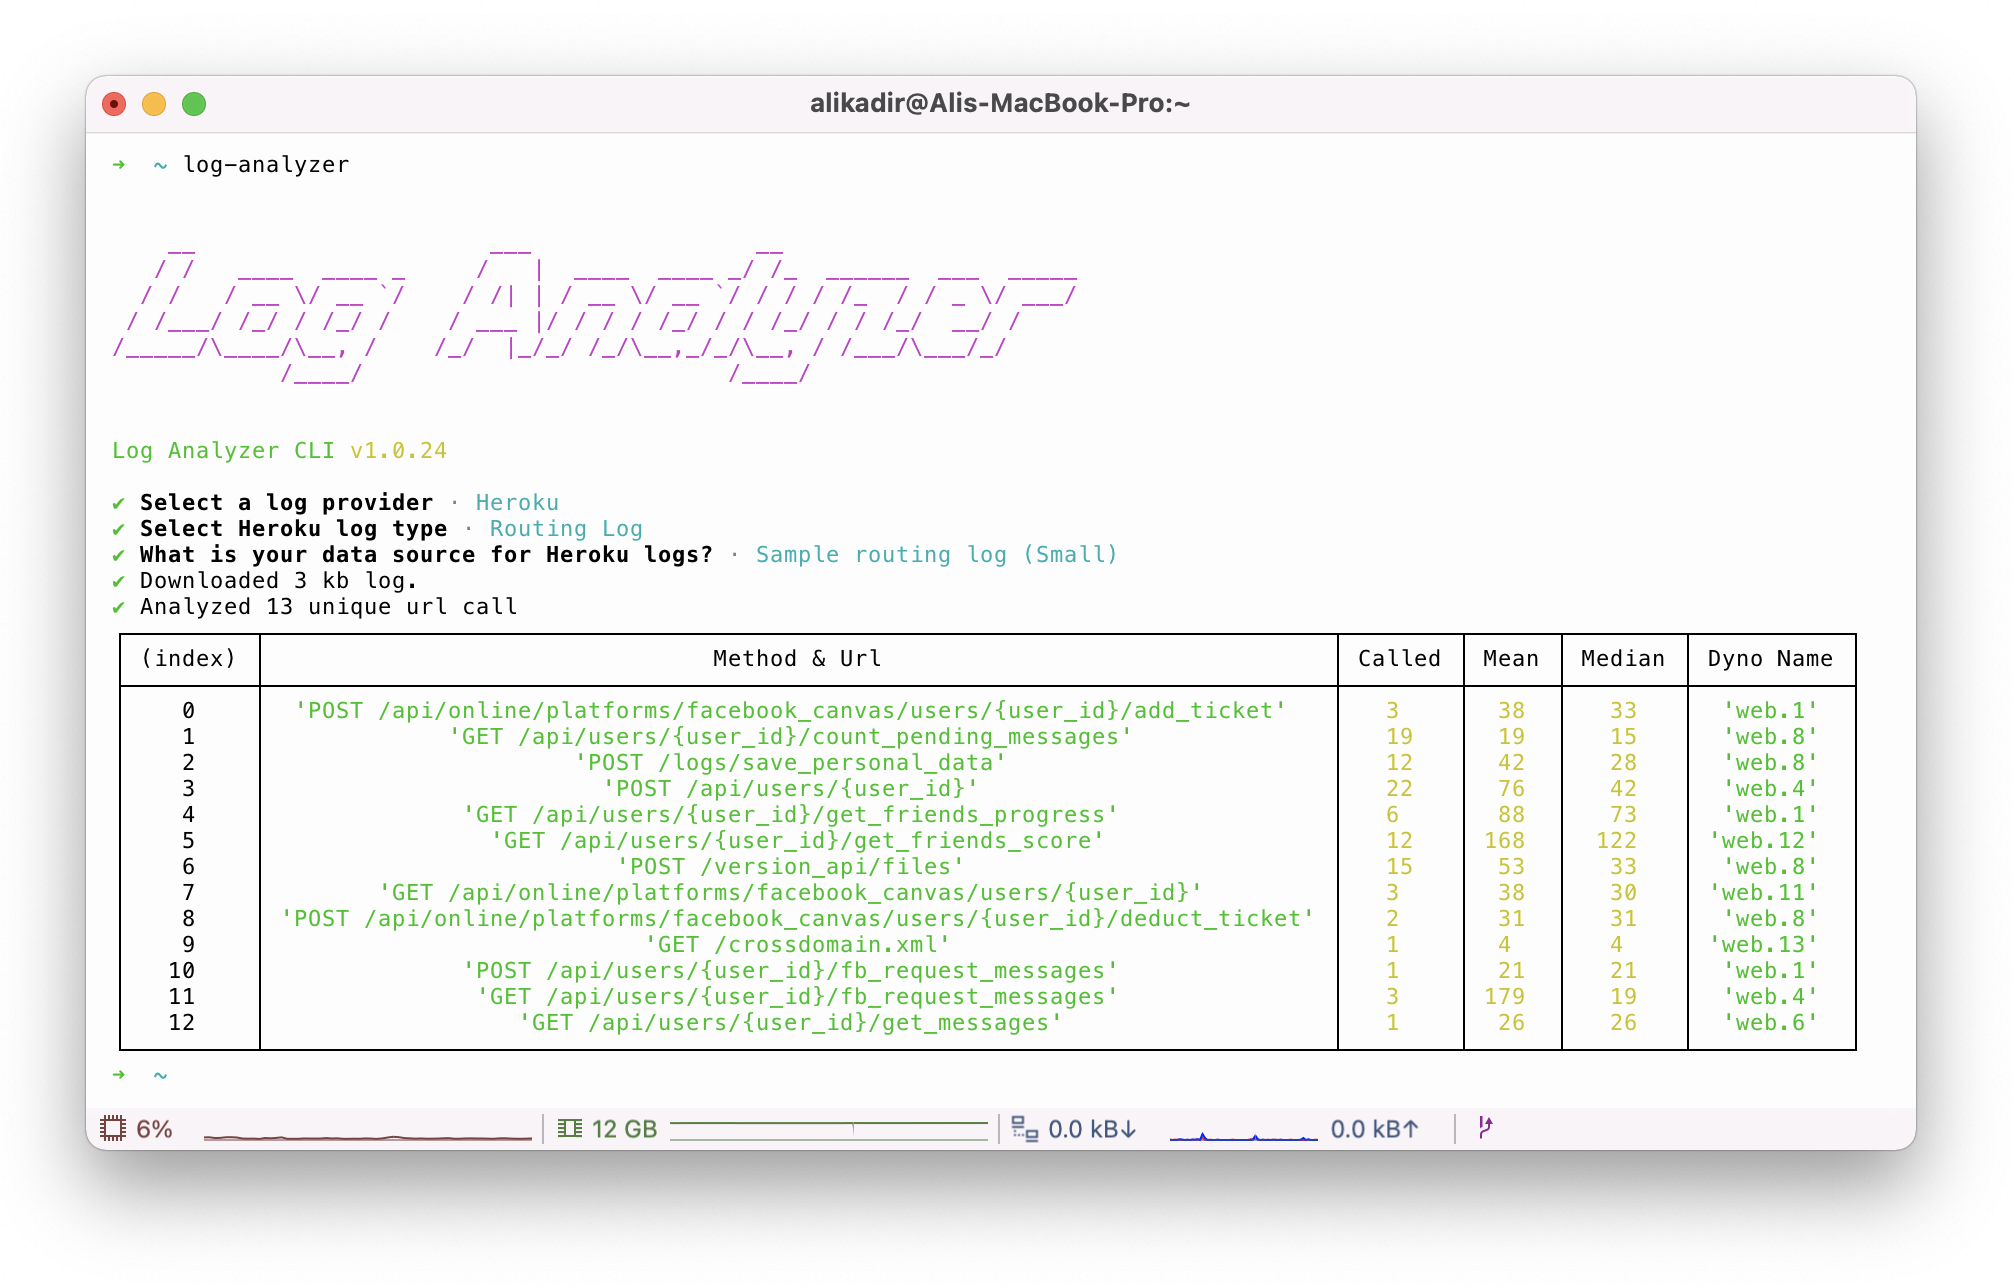 alikadir@Alis-MacBook-Pro:~
➜ ~ log-analyzer
Log Analyzer
Log Analyzer CLI v1.0.24
✔ Select a log provider · Heroku
✔ Select Heroku log type · Routing Log
✔ What is your data source for Heroku logs? · Sample routing log (Small)
✔ Downloaded 3 kb log.
✔ Analyzed 13 unique url call
(index) Method & Url Called Mean Median Dyno Name
0 'POST /api/online/platforms/facebook_canvas/users/{user_id}/add_ticket' 3 38 33 'web.1'
1 'GET /api/users/{user_id}/count_pending_messages' 19 19 15 'web.8'
2 'POST /logs/save_personal_data' 12 42 28 'web.8'
3 'POST /api/users/{user_id}' 22 76 42 'web.4'
4 'GET /api/users/{user_id}/get_friends_progress' 6 88 73 'web.1'
5 'GET /api/users/{user_id}/get_friends_score' 12 168 122 'web.12'
6 'POST /version_api/files' 15 53 33 'web.8'
7 'GET /api/online/platforms/facebook_canvas/users/{user_id}' 3 38 30 'web.11'
8 'POST /api/online/platforms/facebook_canvas/users/{user_id}/deduct_ticket' 2 31 31 'web.8'
9 'GET /crossdomain.xml' 1 4 4 'web.13'
10 'POST /api/users/{user_id}/fb_request_messages' 1 21 21 'web.1'
11 'GET /api/users/{user_id}/fb_request_messages' 3 179 19 'web.4'
12 'GET /api/users/{user_id}/get_messages' 1 26 26 'web.6'
➜ ~
6% 12 GB 0.0 kB↓ 0.0 kB↑